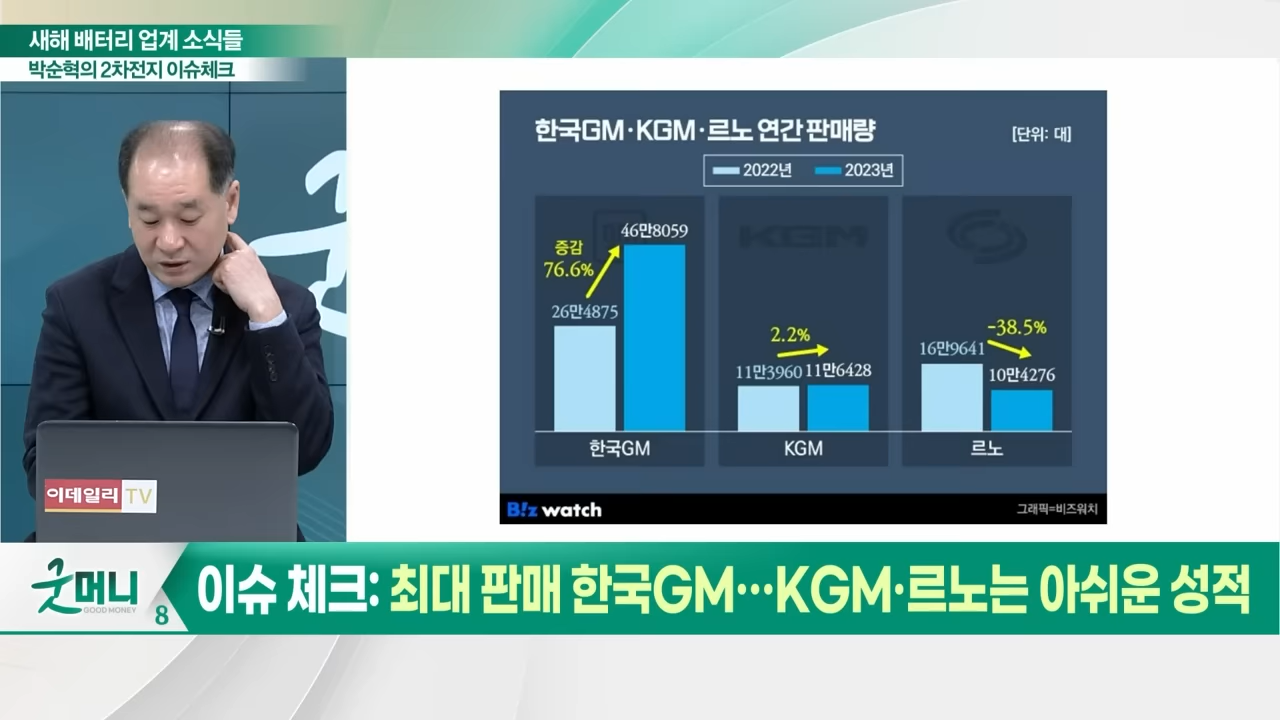 새해 배터리 업계 소식들
박순혁의 2차전지 이슈체크
한국GM·KGM·르노 연간 판매량
[단위: 대]
2022년 2023년
증감
76.6%
46만8059
26만4875
KGM
2.2%
11만3960 11만6428
-38.5%
16만9641
10만4276
한국GM
KGM
르노
B!z watch
그래픽=비즈워치
이데일리 TV
굿머니
GOOD MONEY
8
이슈 체크: 최대 판매 한국GM…KGM·르노는 아쉬운 성적